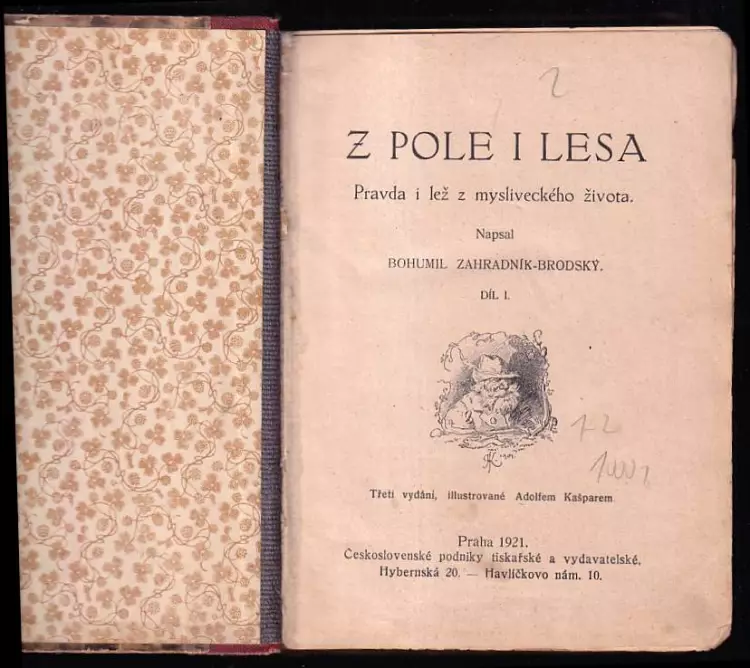 2
Z POLE I LESA
Pravda i lež z mysliveckého života.
Napsal
BOHUMIL ZAHRADNÍK-BRODSKÝ.
DÍL I.
Třetí vydání, illustrované Adolfem Kašparem
Praha 1921.
Československé podniky tiskařské a vydavatelské.
Hybernská 20. — Havlíčkovo nám. 10.